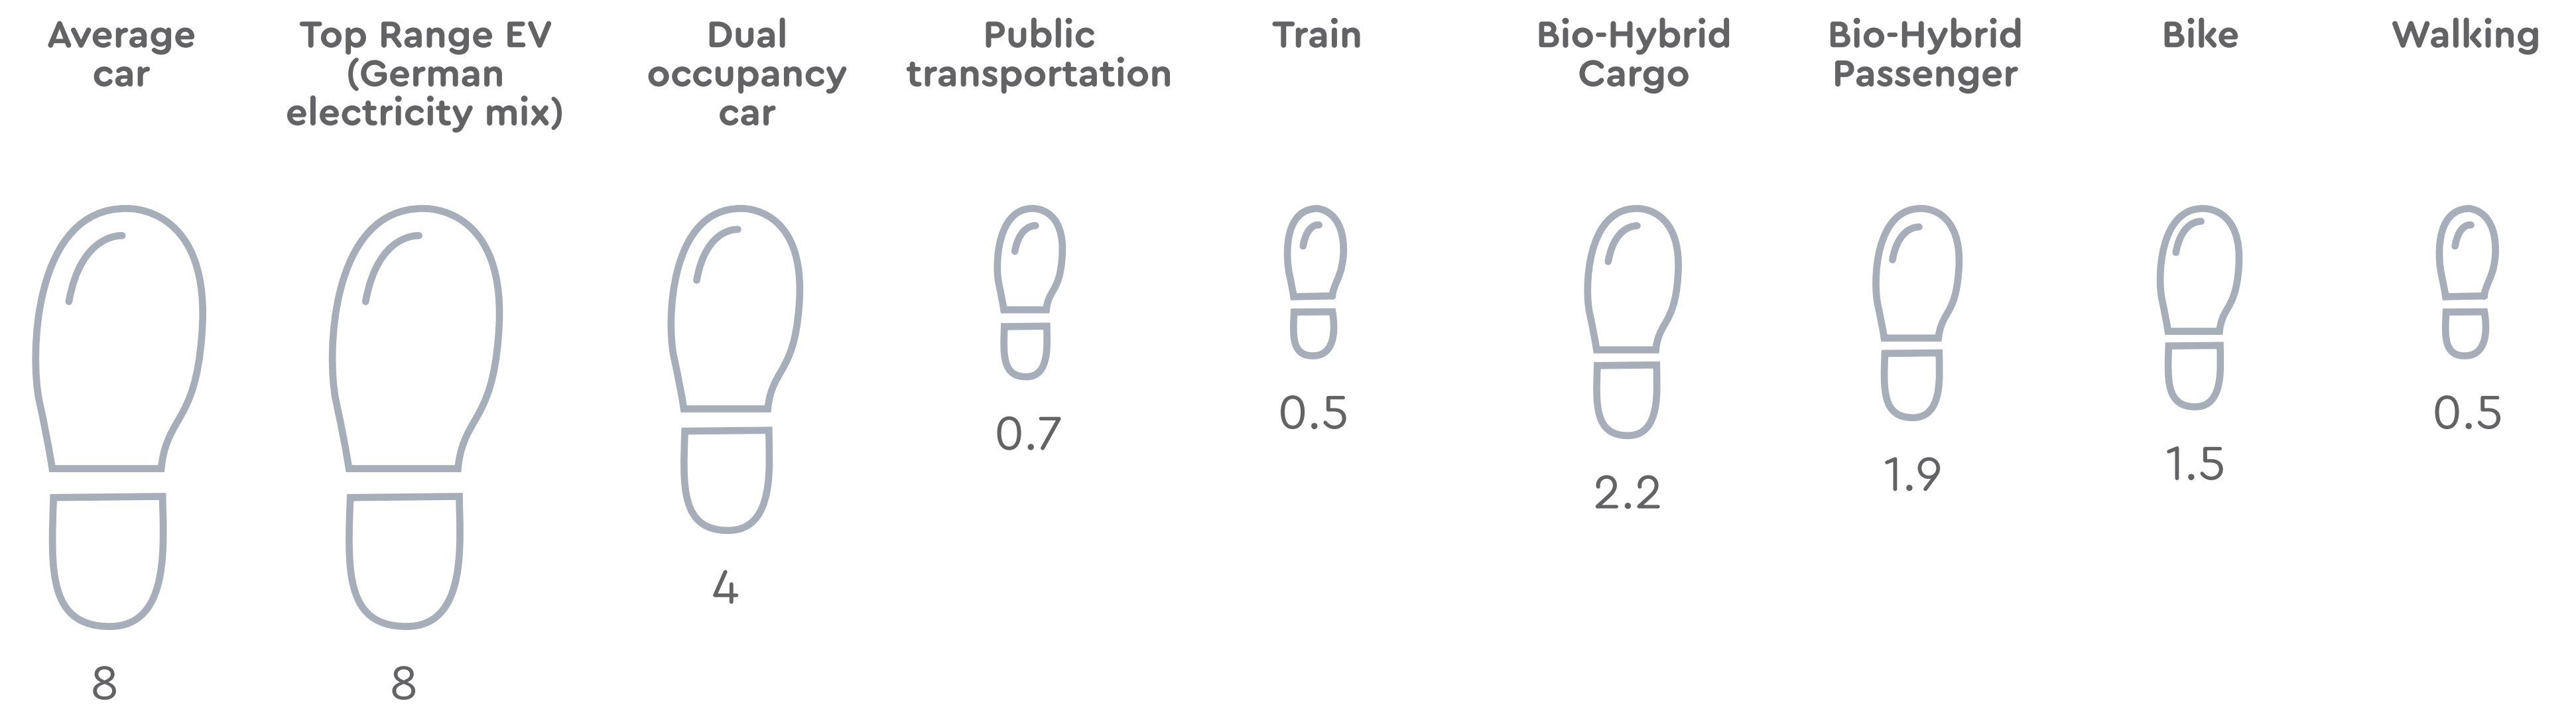 Average
car
Top Range EV
(German
electricity mix)
Dual
occupancy
car
Public
transportation
Train
Bio-Hybrid
Cargo
Bio-Hybrid
Passenger
Bike
Walking
8
8
4
0.7
0.5
2.2
1.9
1.5
0.5